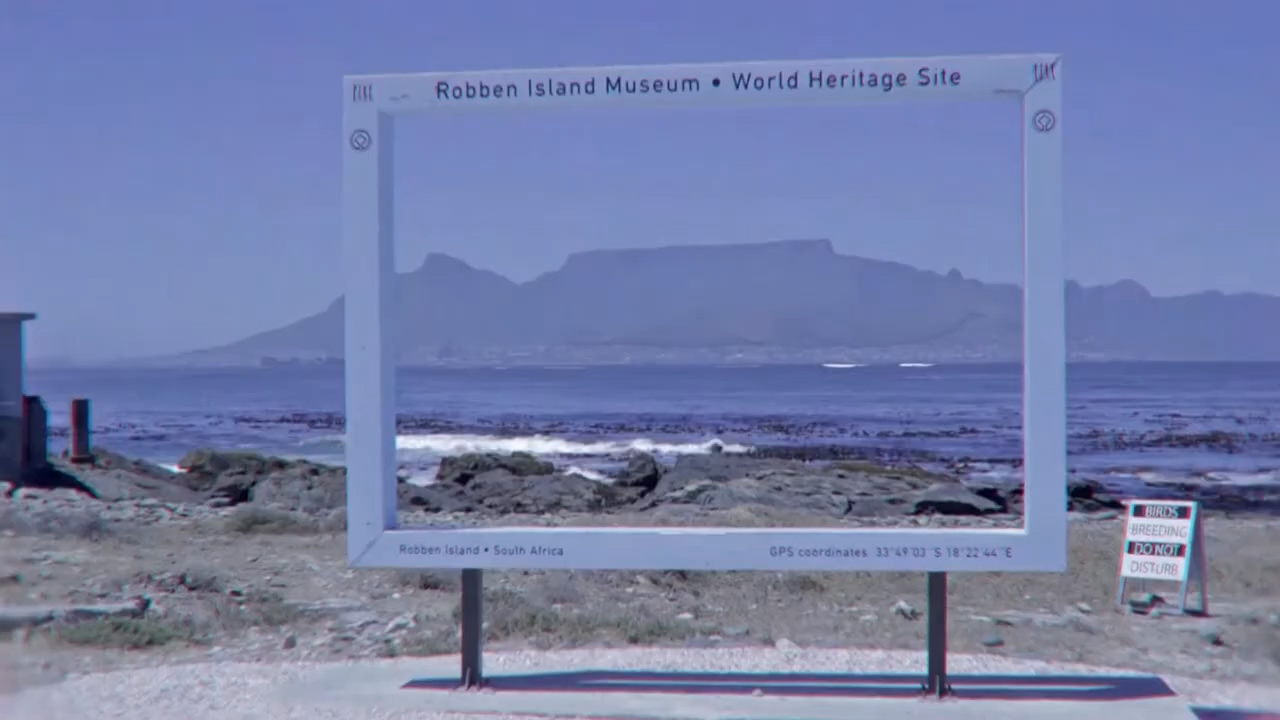 Robben Island Museum • World Heritage Site
Robben Island • South Africa
GPS coordinates 33°49'03"S 18°22'44"E
BIRDS
BREEDING
DO NOT
DISTURB